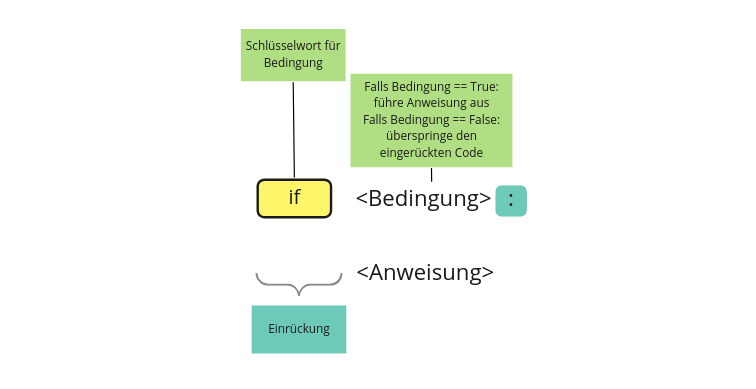 Schlüsselwort für
Bedingung
Falls Bedingung == True:
führe Anweisung aus
Falls Bedingung == False:
überspringe den
eingerückten Code
if <Bedingung> :
<Anweisung>
Einrückung